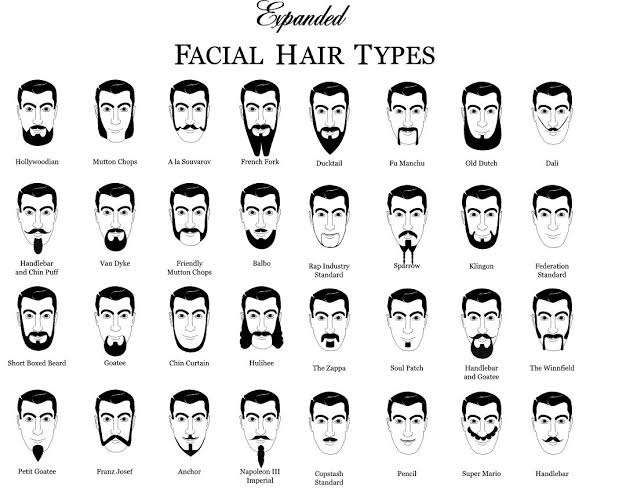 Expanded
FACIAL HAIR TYPES
Hollywoodian
Mutton Chops
A la Souvarov
French Fork
Ducktail
Fu Manchu
Old Dutch
Dali
Handlebar
and Chin Puff
Van Dyke
Friendly
Mutton Chops
Balbo
Rap Industry
Standard
Sparrow
Klingon
Federation
Standard
Short Boxed Beard
Goatee
Chin Curtain
Hulihee
The Zappa
Soul Patch
Handlebar
and Goatee
The Winnfield
Petit Goatee
Franz Josef
Anchor
Napoleon III
Imperial
Copstash
Standard
Pencil
Super Mario
Handlebar